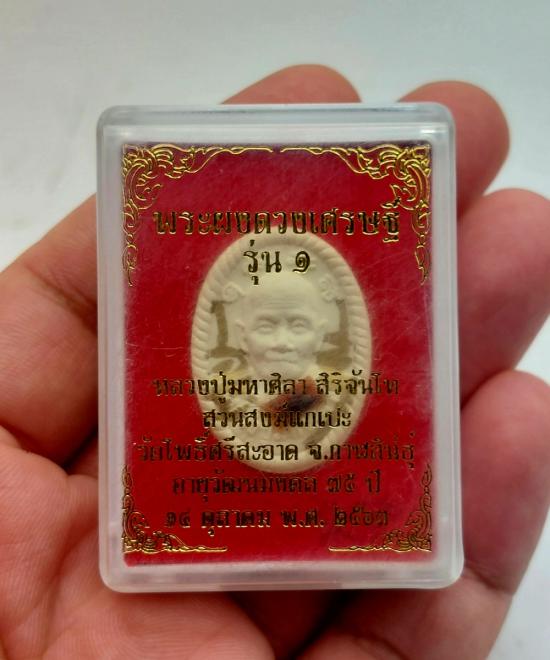 พระผงดวงเศรษฐี
รุ่น ๑
หลวงปู่มหาศิลา สิริจันโท
สวนสงฆ์แกเปะ
วัดโพธิ์ศรีสะอาด จ.กาฬสินธุ์
อายุวัฒนมงคล ๗๕ ปี
๑๔ ตุลาคม พ.ศ. ๒๕๖๓